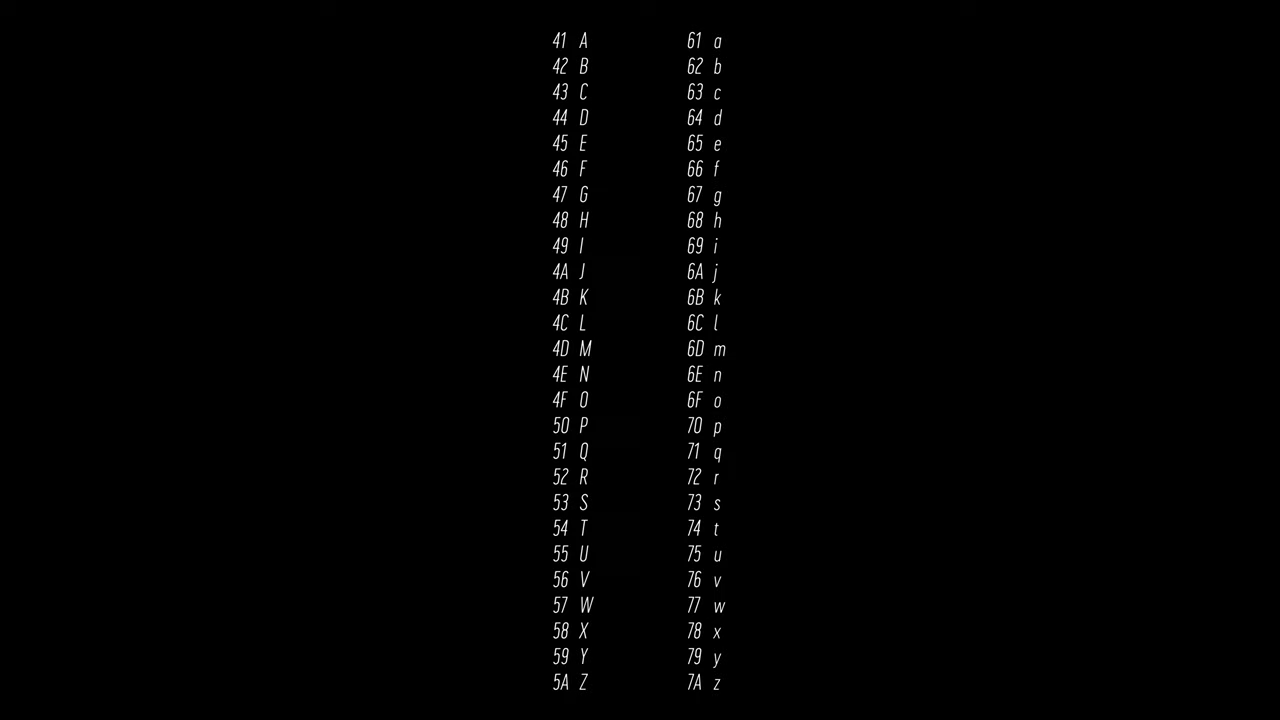 41 A 61 a
42 B 62 b
43 C 63 c
44 D 64 d
45 E 65 e
46 F 66 f
47 G 67 g
48 H 68 h
49 I 69 i
4A J 6A j
4B K 6B k
4C L 6C l
4D M 6D m
4E N 6E n
4F O 6F o
50 P 70 p
51 Q 71 q
52 R 72 r
53 S 73 s
54 T 74 t
55 U 75 u
56 V 76 v
57 W 77 w
58 X 78 x
59 Y 79 y
5A Z 7A z